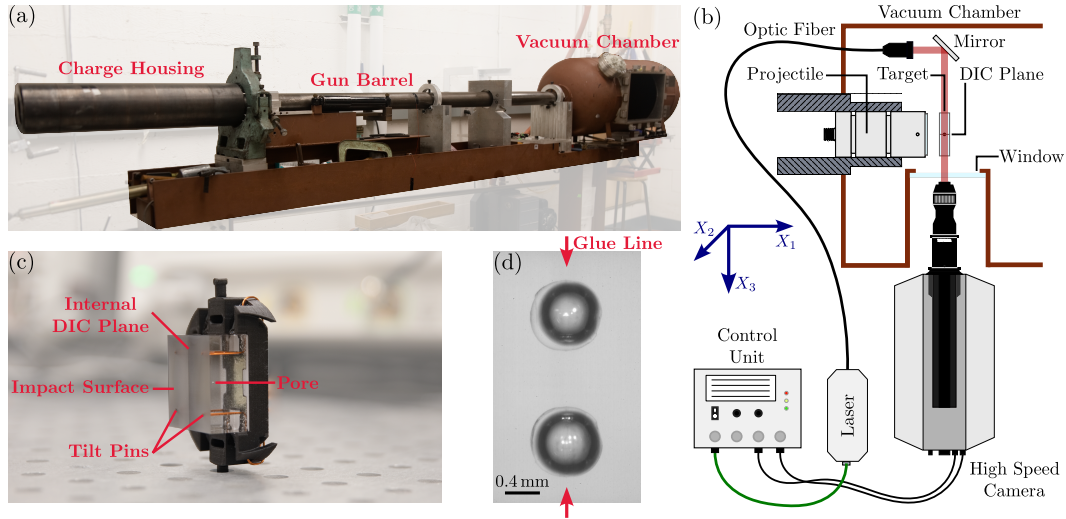 (a)
Charge Housing
Gun Barrel
Vacuum Chamber
(b)
Vacuum Chamber
Optic Fiber
Mirror
Projectile
Target
DIC Plane
Window
X₂
X₁
X₃
Control
Unit
Laser
High Speed
Camera
(c)
Internal
DIC Plane
Impact Surface
Pore
Tilt Pins
(d)
Glue Line
0.4 mm